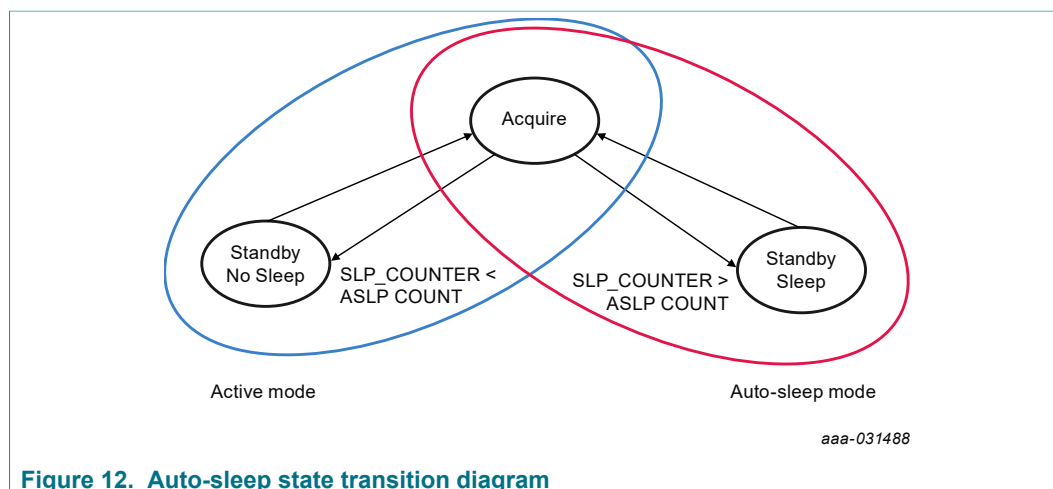 Acquire
Standby
No Sleep
SLP_COUNTER <
ASLP COUNT
SLP_COUNTER >
ASLP COUNT
Standby
Sleep
Active mode
Auto-sleep mode
aaa-031488
Figure 12. Auto-sleep state transition diagram